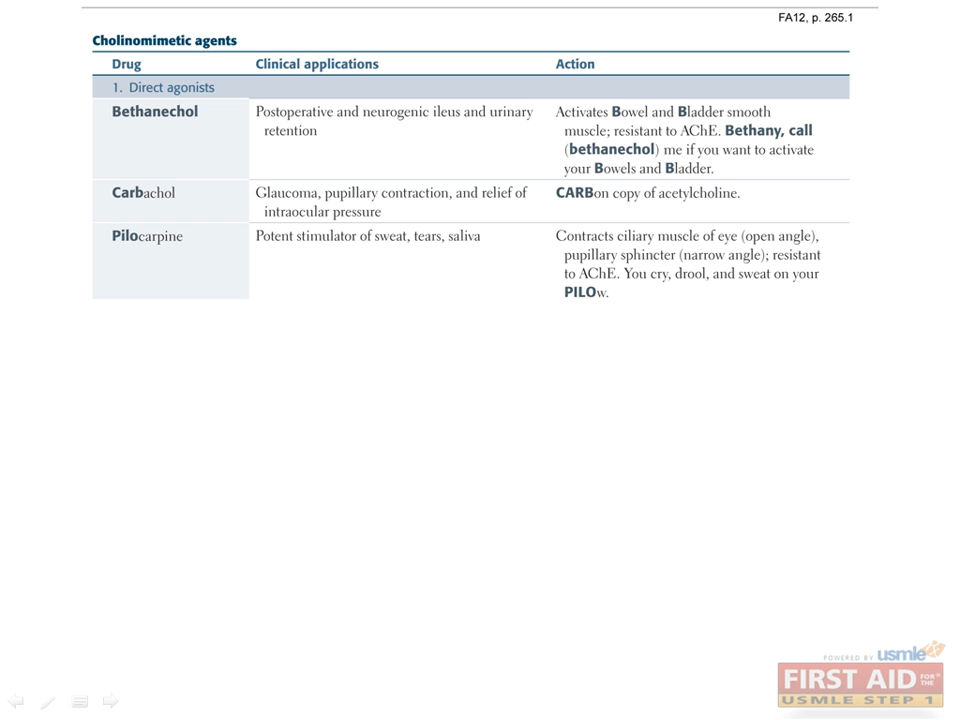 FA12, p. 265.1
Cholinomimetic agents
Drug Clinical applications Action
1. Direct agonists
Bethanechol
Postoperative and neurogenic ileus and urinary
retention
Activates Bowel and Bladder smooth
muscle; resistant to AChE. Bethany, call
(bethanechol) me if you want to activate
your Bowels and Bladder.
Carbachol
Glaucoma, pupillary contraction, and relief of
intraocular pressure
CARBon copy of acetylcholine.
Pilocarpine
Potent stimulator of sweat, tears, saliva
Contracts ciliary muscle of eye (open angle),
pupillary sphincter (narrow angle); resistant
to AChE. You cry, drool, and sweat on your
PILOw.
POWERED BY usmle
FIRST AID FOR THE
USMLE STEP 1